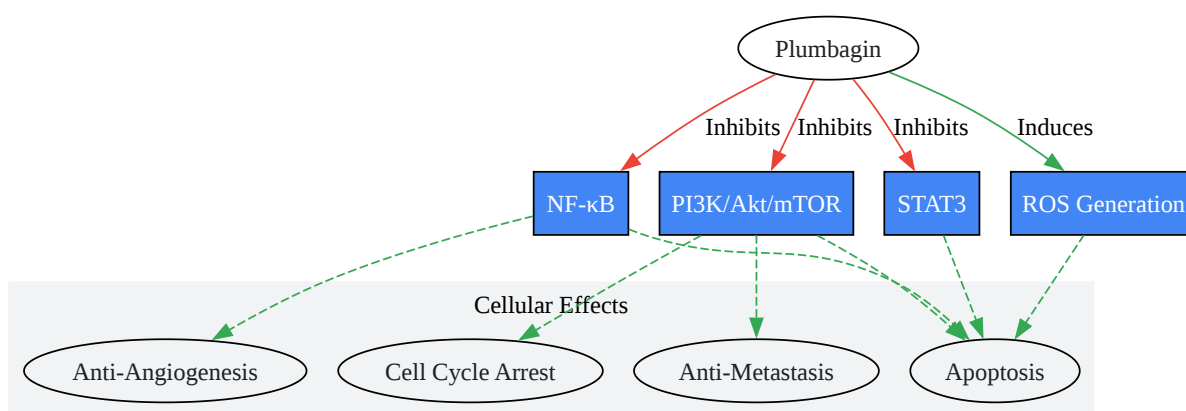 Plumbagin
Inhibits
Inhibits
Inhibits
Induces
NF-κB
PI3K/Akt/mTOR
STAT3
ROS Generation
Cellular Effects
Anti-Angiogenesis
Cell Cycle Arrest
Anti-Metastasis
Apoptosis